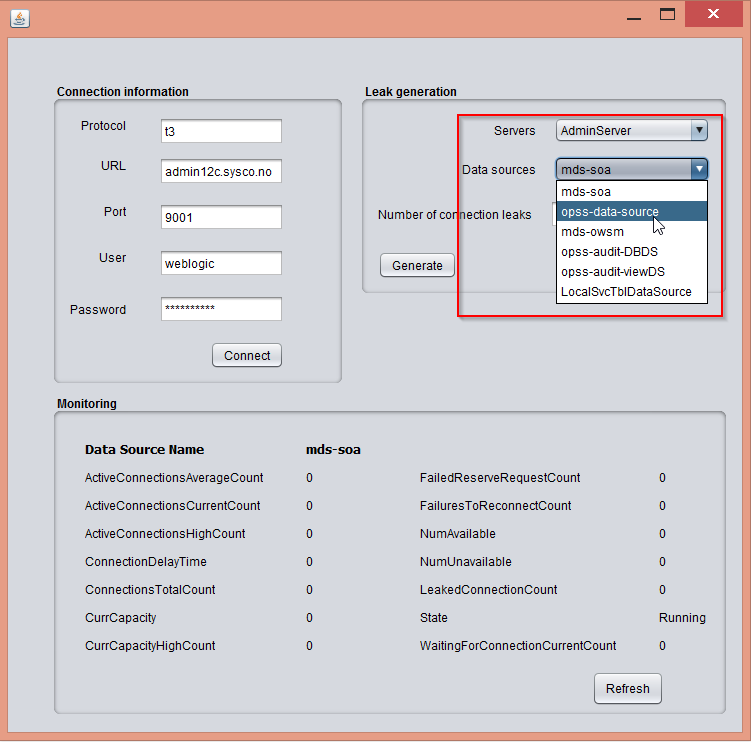 Connection information
Protocol t3
URL admin12c.sysco.no
Port 9001
User weblogic
Password **********
Connect
Leak generation
Servers AdminServer
Data sources mds-soa
mds-soa
opss-data-source
mds-owsm
opss-audit-DBDS
opss-audit-viewDS
LocalSvcTblDataSource
Number of connection leaks
Generate
Monitoring
Data Source Name mds-soa
ActiveConnectionsAverageCount 0 FailedReserveRequestCount 0
ActiveConnectionsCurrentCount 0 FailuresToReconnectCount 0
ActiveConnectionsHighCount 0 NumAvailable 0
ConnectionDelayTime 0 NumUnavailable 0
ConnectionsTotalCount 0 LeakedConnectionCount 0
CurrCapacity 0 State Running
CurrCapacityHighCount 0 WaitingForConnectionCurrentCount 0
Refresh